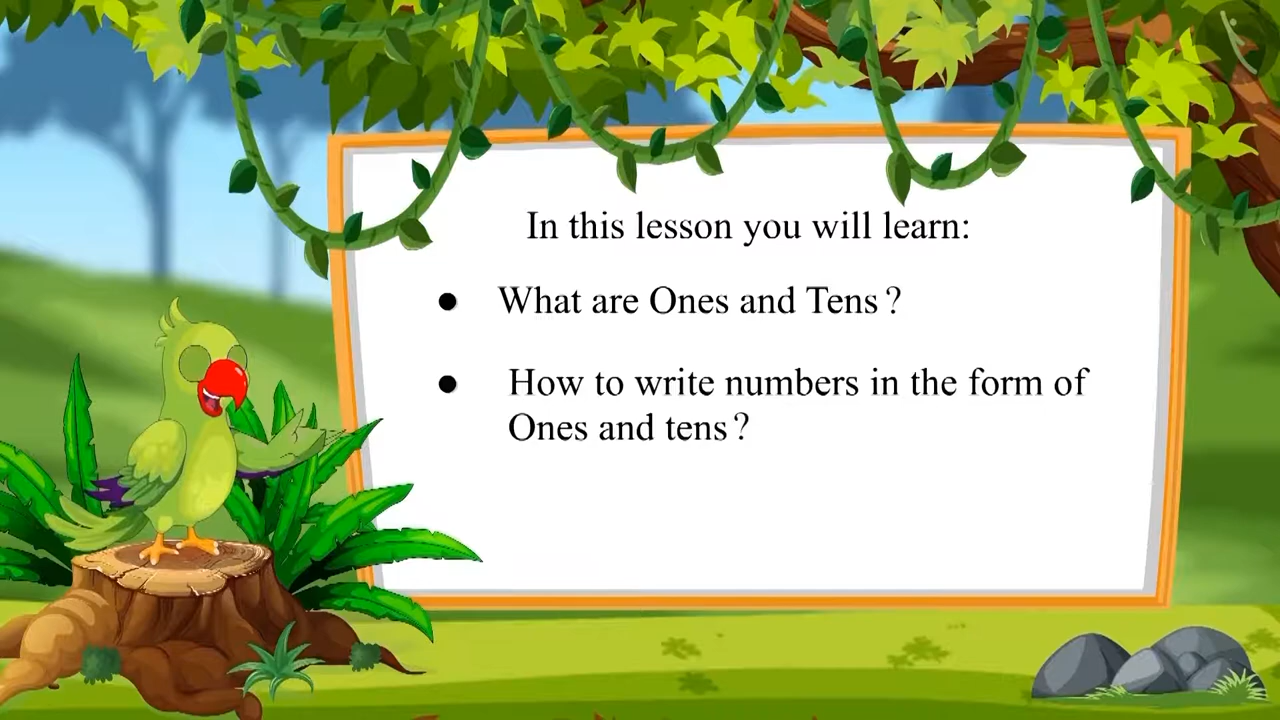 In this lesson you will learn:
● What are Ones and Tens ?
● How to write numbers in the form of
Ones and tens ?